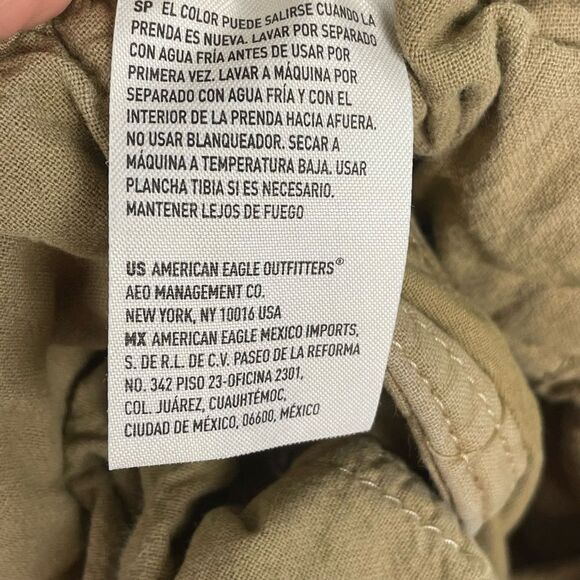 SP EL COLOR PUEDE SALIRSE CUANDO LA
PRENDA ES NUEVA. LAVAR POR SEPARADO
CON AGUA FRÍA ANTES DE USAR POR
PRIMERA VEZ. LAVAR A MÁQUINA POR
SEPARADO CON AGUA FRÍA Y CON EL
INTERIOR DE LA PRENDA HACIA AFUERA.
NO USAR BLANQUEADOR. SECAR A
MÁQUINA A TEMPERATURA BAJA. USAR
PLANCHA TIBIA SI ES NECESARIO.
MANTENER LEJOS DE FUEGO
US AMERICAN EAGLE OUTFITTERS®
AEO MANAGEMENT CO.
NEW YORK, NY 10016 USA
MX AMERICAN EAGLE MEXICO IMPORTS,
S. DE R.L. DE C.V. PASEO DE LA REFORMA
NO. 342 PISO 23-OFICINA 2301,
COL. JUÁREZ, CUAUHTÉMOC,
CIUDAD DE MÉXICO, 06600, MÉXICO